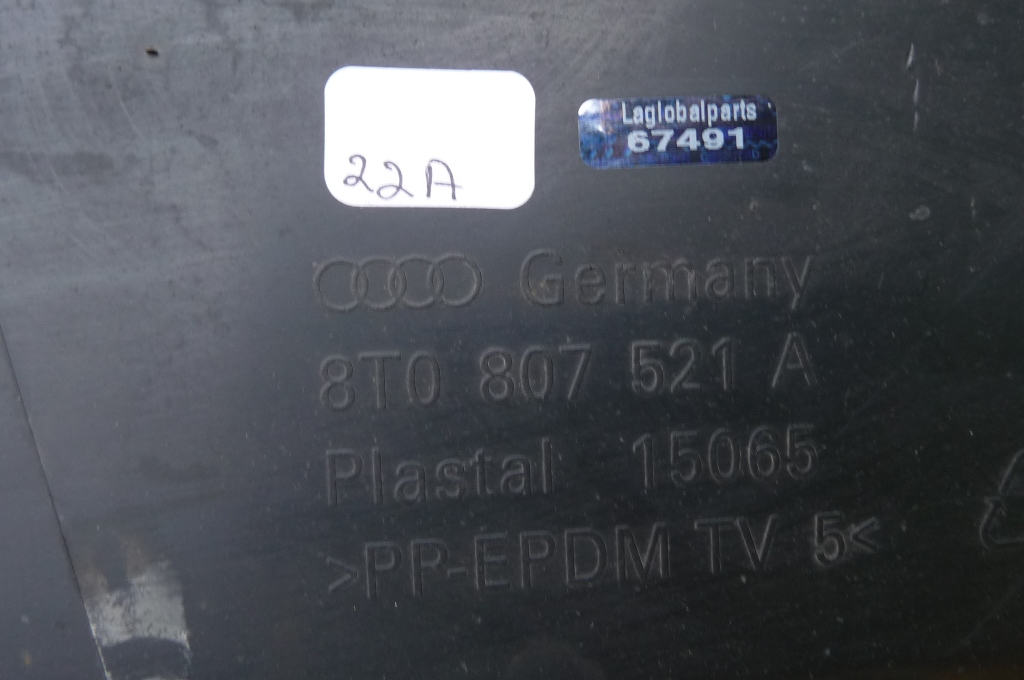 22A
Laglobalparts
67491
Germany
8T0 807 521 A
Plastal 15065
>PP-EPDM TV 5<